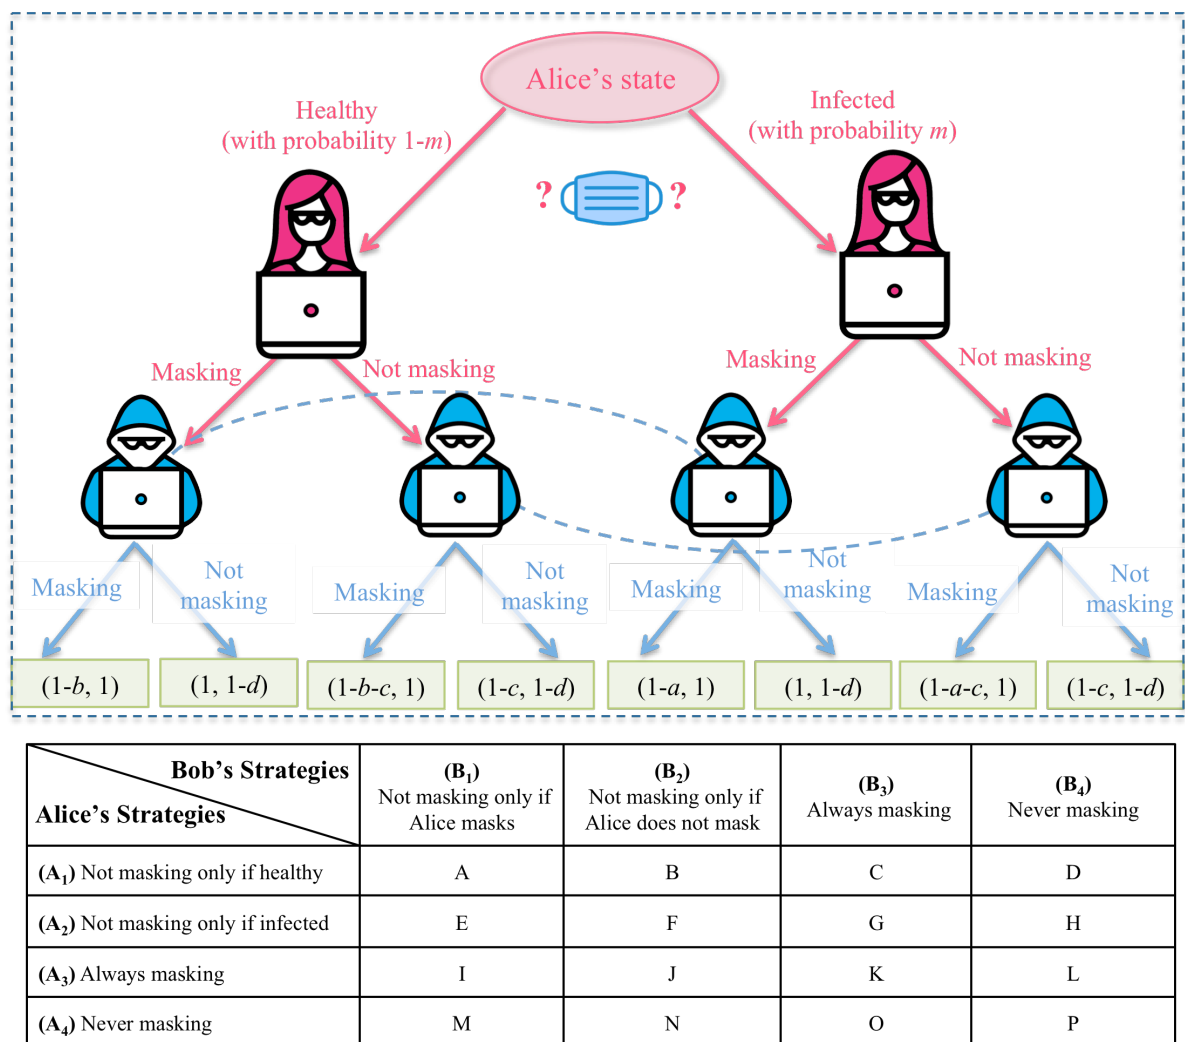 Alice's state
Healthy
(with probability 1-m)
Infected
(with probability m)
? ?
Masking
Not masking
Masking
Not masking
Masking
Not
masking
Masking
Not
masking
Masking
Not
masking
Masking
Not
masking
(1-b, 1)
(1, 1-d)
(1-b-c, 1)
(1-c, 1-d)
(1-a, 1)
(1, 1-d)
(1-a-c, 1)
(1-c, 1-d)
Bob's Strategies
Alice's Strategies
(B1)
Not masking only if
Alice masks
(B2)
Not masking only if
Alice does not mask
(B3)
Always masking
(B4)
Never masking
(A1) Not masking only if healthy A B C D
(A2) Not masking only if infected E F G H
(A3) Always masking I J K L
(A4) Never masking M N O P